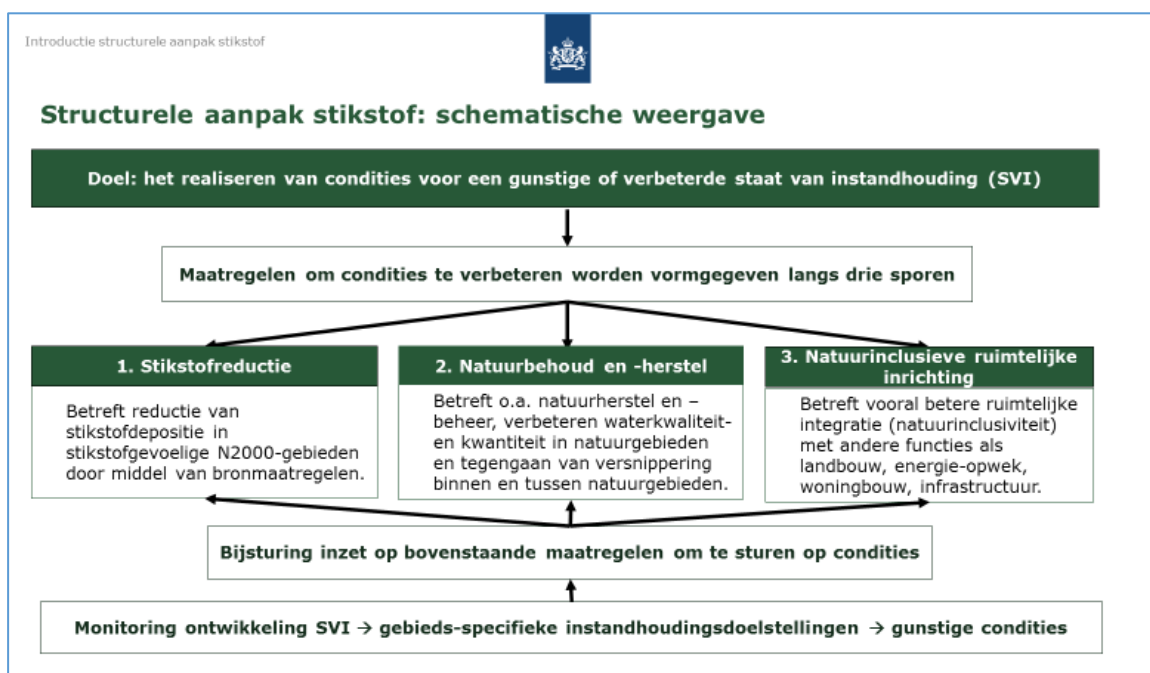 Introductie structurele aanpak stikstof
Structurele aanpak stikstof: schematische weergave
Doel: het realiseren van condities voor een gunstige of verbeterde staat van instandhouding (SVI)
Maatregelen om condities te verbeteren worden vormgegeven langs drie sporen
1. Stikstofreductie
Betreft reductie van
stikstofdepositie in
stikstofgevoelige N2000-gebieden
door middel van bronmaatregelen.
2. Natuurbehoud en -herstel
Betreft o.a. natuurherstel en –
beheer, verbeteren waterkwaliteit-
en kwantiteit in natuurgebieden
en tegengaan van versnippering
binnen en tussen natuurgebieden.
3. Natuurinclusieve ruimtelijke
inrichting
Betreft vooral betere ruimtelijke
integratie (natuurinclusiviteit)
met andere functies als
landbouw, energie-opwek,
woningbouw, infrastructuur.
Bijsturing inzet op bovenstaande maatregelen om te sturen op condities
Monitoring ontwikkeling SVI → gebieds-specifieke instandhoudingsdoelstellingen → gunstige condities